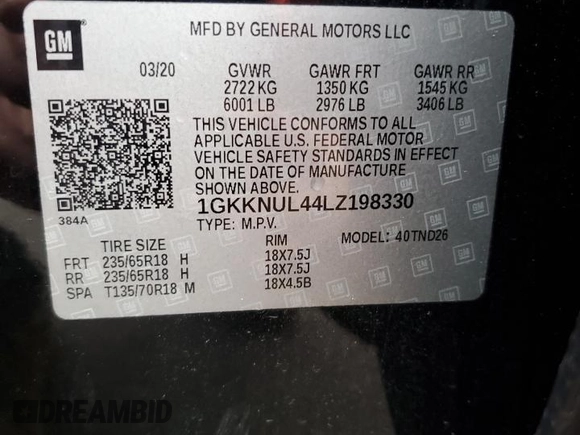 GM
MFD BY GENERAL MOTORS LLC
03/20 GVWR GAWR FRT GAWR RR
2722 KG 1350 KG 1545 KG
6001 LB 2976 LB 3406 LB
THIS VEHICLE CONFORMS TO ALL
APPLICABLE U.S. FEDERAL MOTOR
VEHICLE SAFETY STANDARDS IN EFFECT
ON THE DATE OF MANUFACTURE
SHOWN ABOVE.
384A
1GKKNUL44LZ198330
TYPE: M.P.V. MODEL: 40TND26
TIRE SIZE RIM
FRT 235/65R18 H 18X7.5J
RR 235/65R18 H 18X7.5J
SPA T135/70R18 M 18X4.5B
DREAMBID